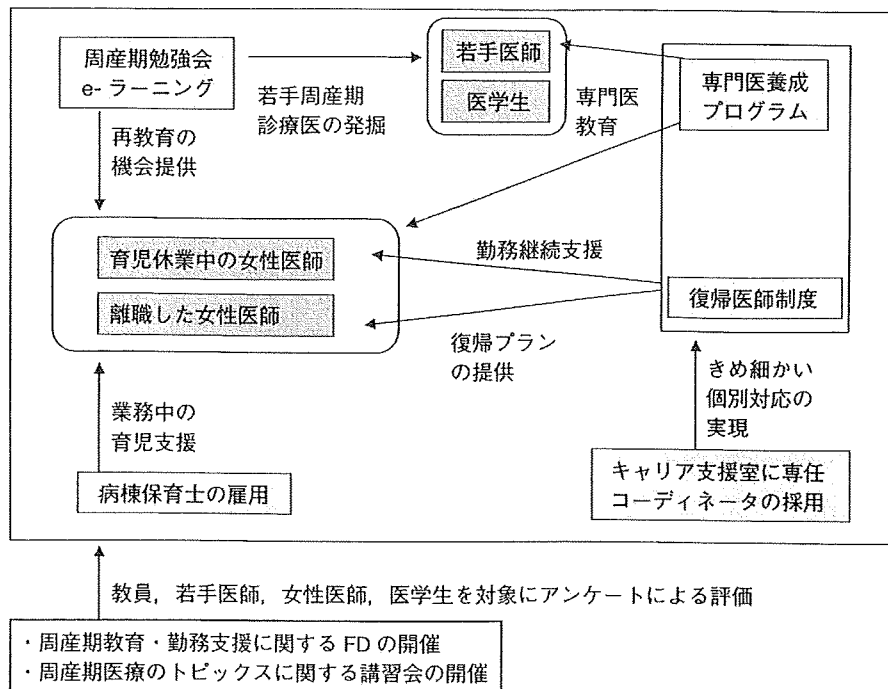 周産期勉強会
e- ラーニング
若手周産期
診療医の発掘
若手医師
医学生
専門医
教育
専門医養成
プログラム
再教育の
機会提供
育児休業中の女性医師
離職した女性医師
勤務継続支援
復帰プラン
の提供
復帰医師制度
業務中の
育児支援
病棟保育士の雇用
きめ細かい
個別対応の
実現
キャリア支援室に専任
コーディネータの採用
教員，若手医師，女性医師，医学生を対象にアンケートによる評価
・周産期教育・勤務支援に関する FD の開催
・周産期医療のトピックスに関する講習会の開催